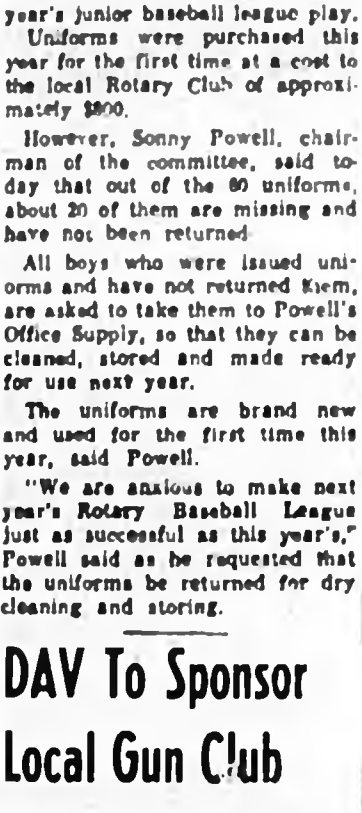 year's junior baseball league play.
Uniforms were purchased this
year for the first time at a cost to
the local Rotary Club of approxi-
mately
However, Sonny Powell, chair-
man of the committee, said to-
day that out of the 60 uniforms,
about 20 of them are missing and
have not been returned
All boys who were issued uni-
orms and have not returned them,
are asked to take them to Powell's
Office Supply, so that they can be
cleaned, stored and made ready
for use next year.
The uniforms are brand new
and used for the first time this
year, said Powell.
"We are anxious to make next
year's Rotary Baseball League
just as successful as this year's,"
Powell said as he requested that
the uniforms be returned for dry
cleaning and storing.
DAV To Sponsor
Local Gun Club